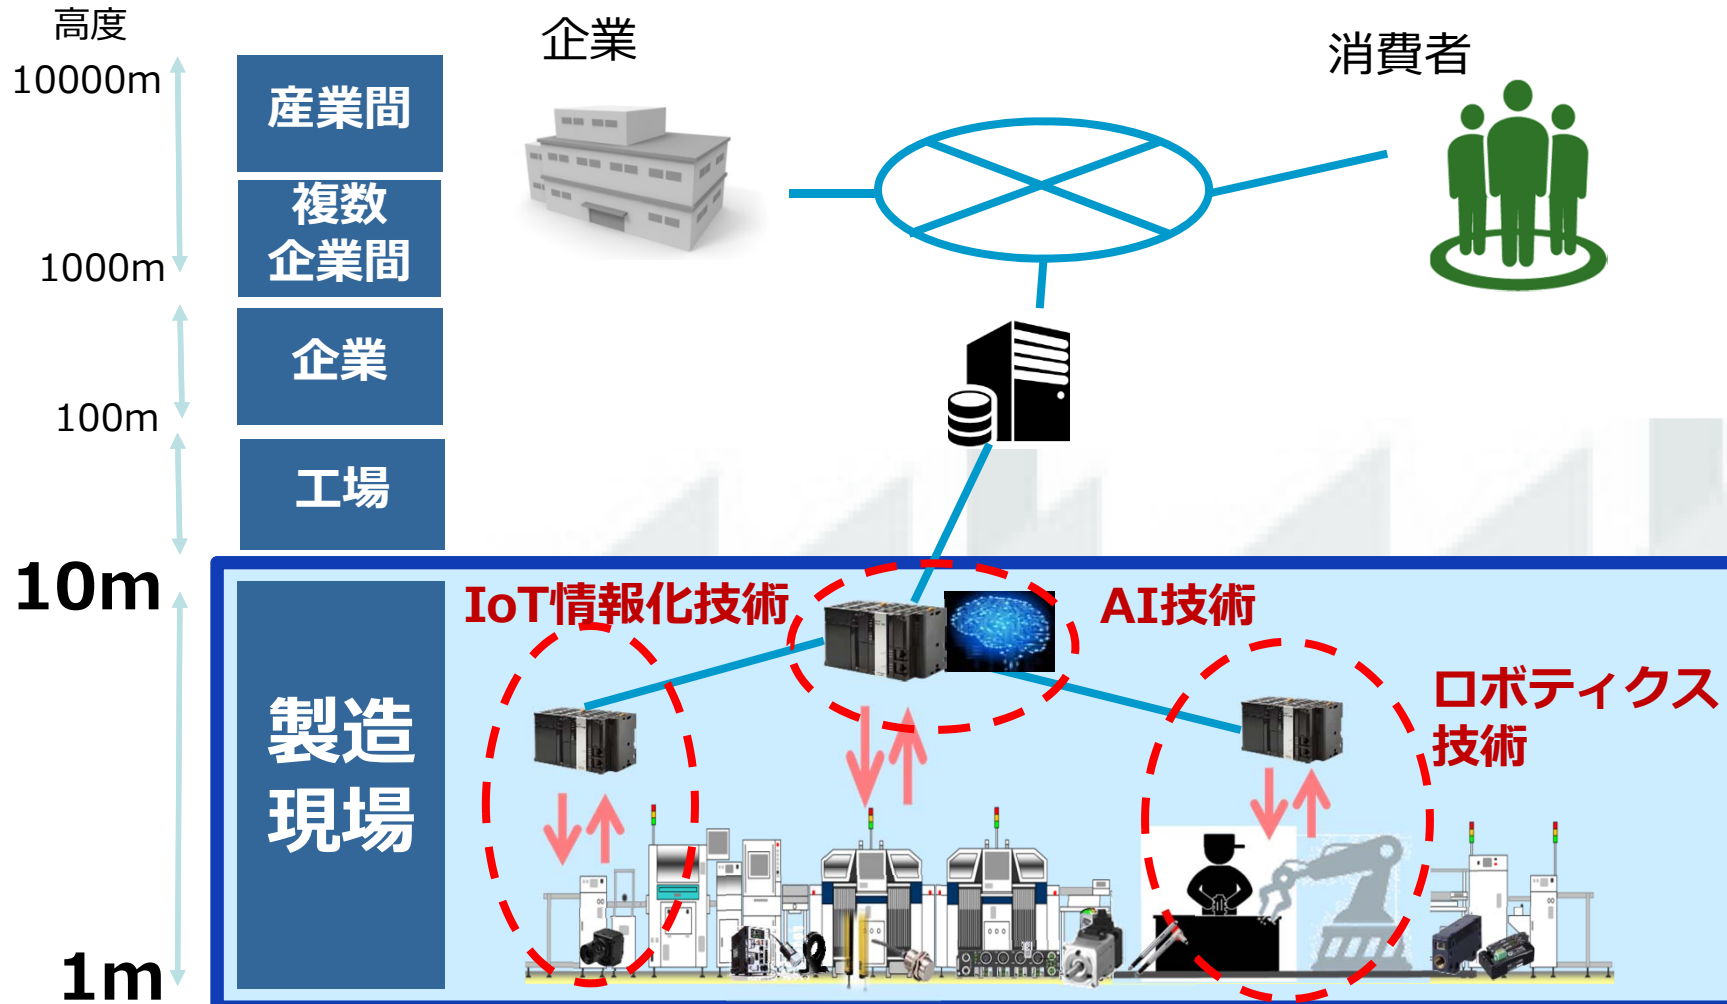 高度
企業
消費者
10000m
産業間
複数
企業間
1000m
企業
100m
工場
10m
IoT情報化技術
AI技術
ロボティクス
技術
製造
現場
1m